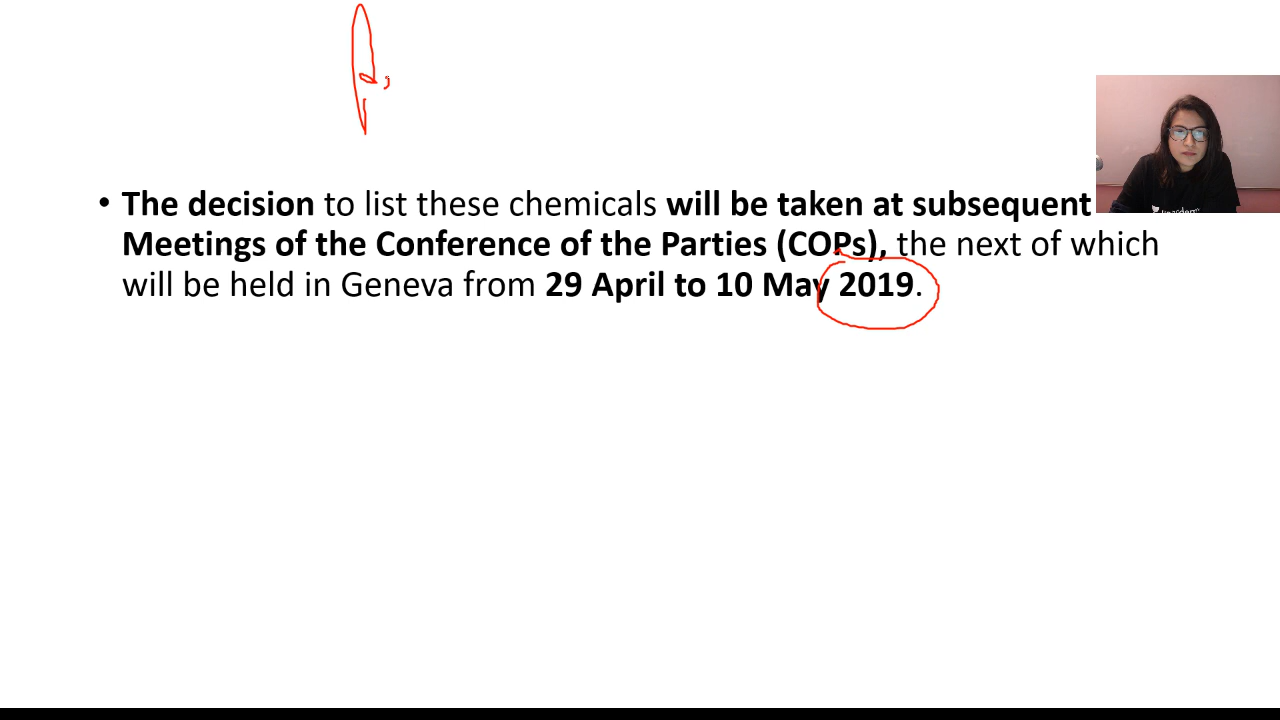 • The decision to list these chemicals will be taken at subsequent
Meetings of the Conference of the Parties (COPs), the next of which
will be held in Geneva from 29 April to 10 May 2019.